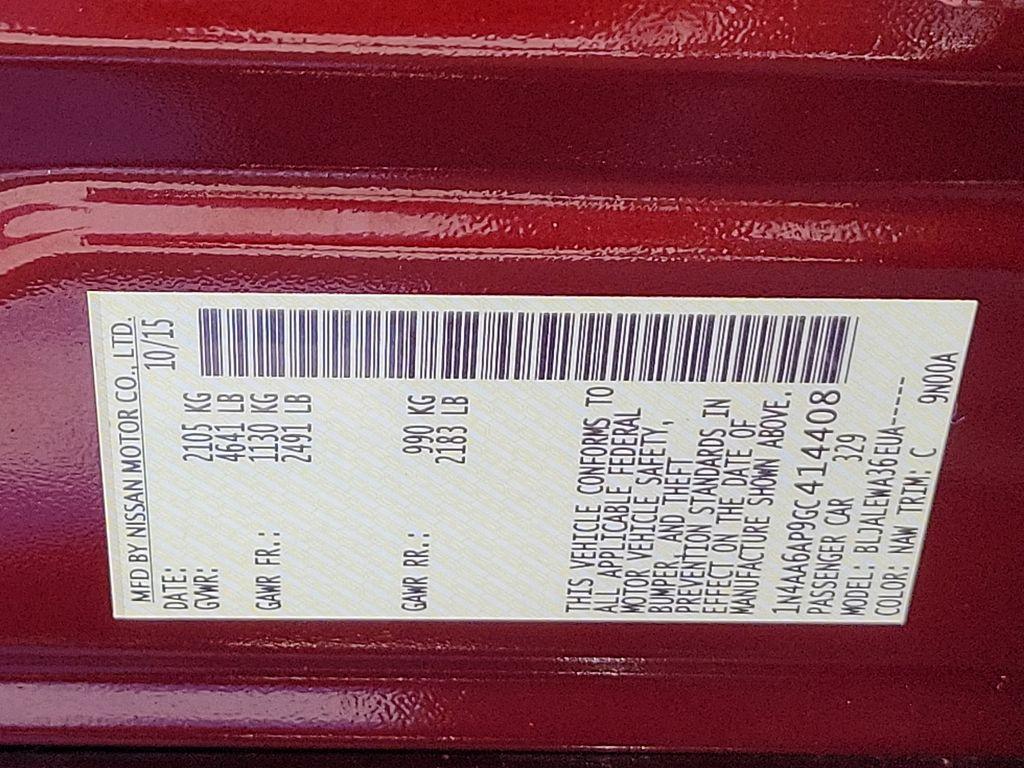 MFD BY NISSAN MOTOR CO., LTD.
DATE: 10/15
GVWR: 2105 KG
4641 LB
GAWR FR.: 1130 KG
2491 LB
GAWR RR.: 990 KG
2183 LB
THIS VEHICLE CONFORMS TO
ALL APPLICABLE FEDERAL
MOTOR VEHICLE SAFETY,
BUMPER, AND THEFT
PREVENTION STANDARDS IN
EFFECT ON THE DATE OF
MANUFACTURE SHOWN ABOVE.
1N4AA6AP9GC414408
PASSENGER CAR 329
MODEL: BLJALEWA36EUA-----
COLOR: NAW TRIM: C 9N00A